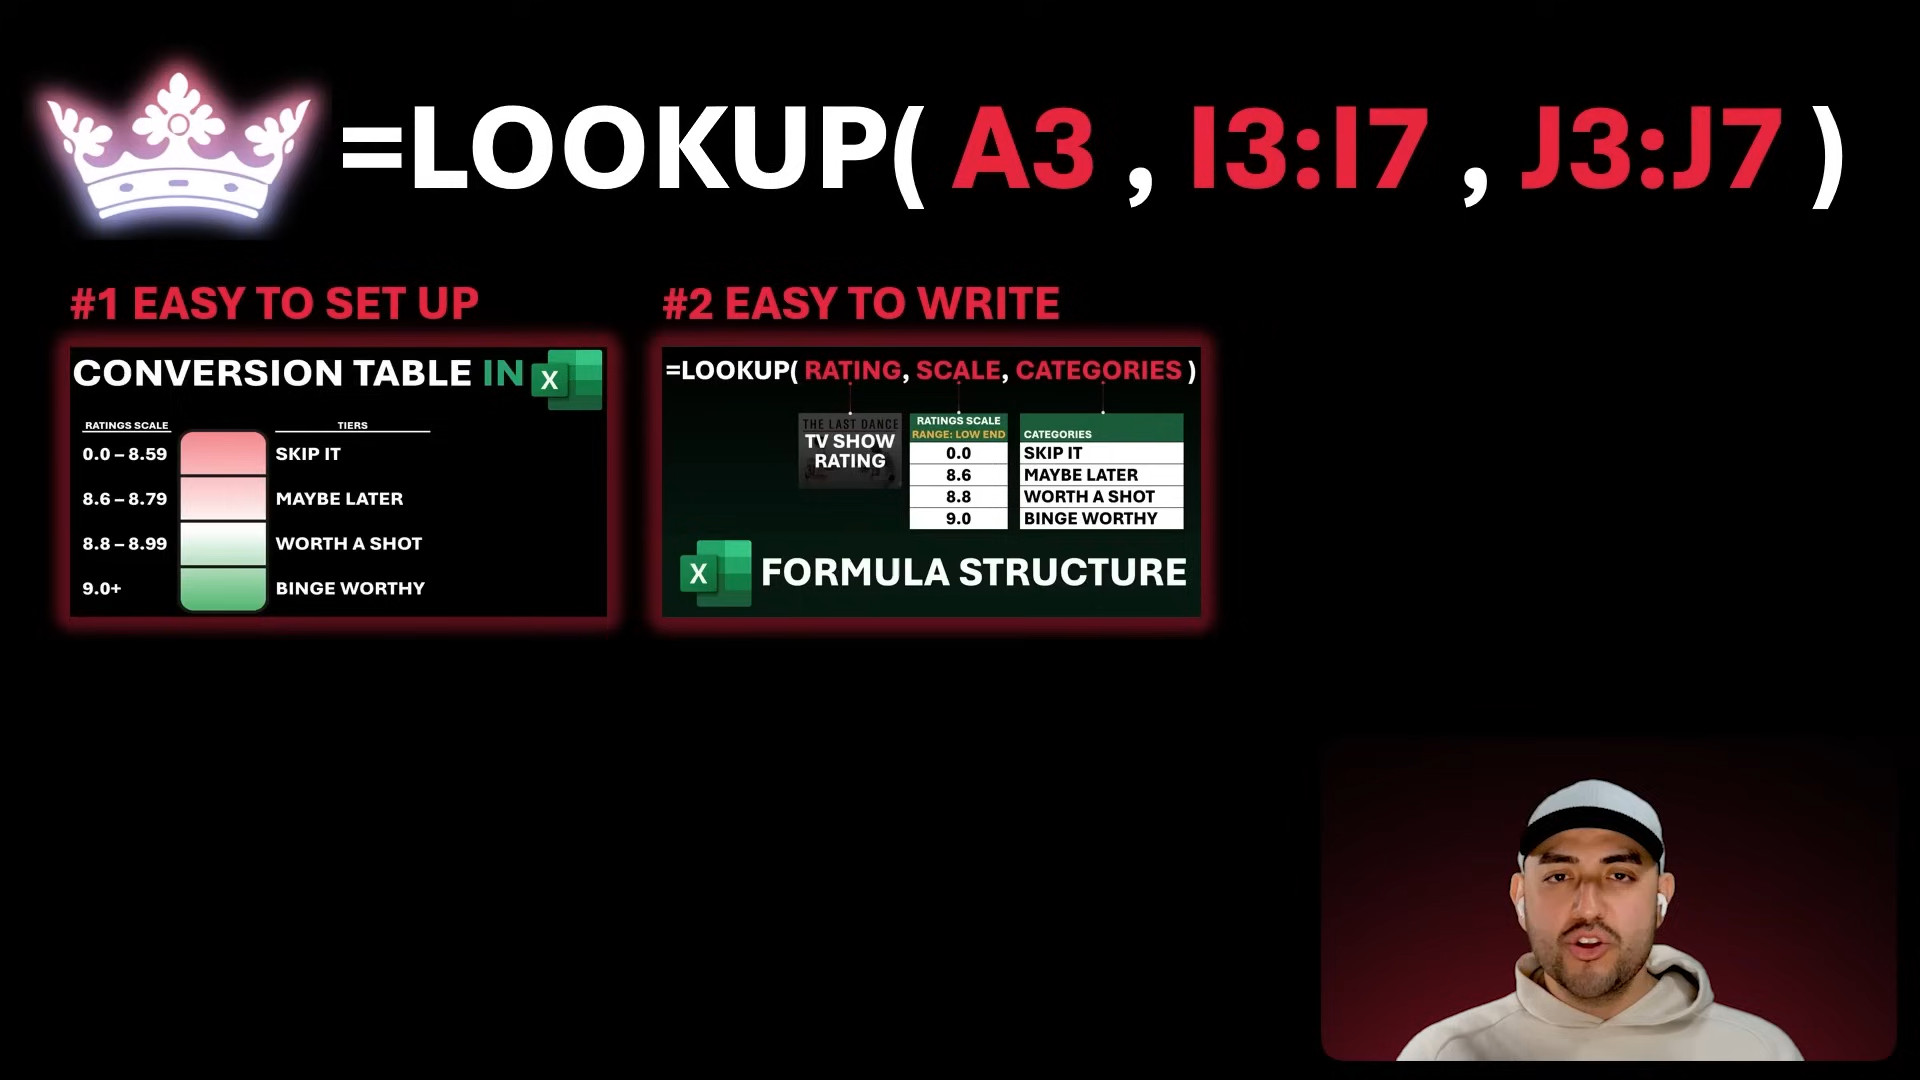 =LOOKUP( A3 , I3:I7 , J3:J7 )
#1 EASY TO SET UP
CONVERSION TABLE IN X
RATINGS SCALE TIERS
0.0 – 8.59 SKIP IT
8.6 – 8.79 MAYBE LATER
8.8 – 8.99 WORTH A SHOT
9.0+ BINGE WORTHY
#2 EASY TO WRITE
=LOOKUP( RATING, SCALE, CATEGORIES )
THE LAST DANCE
TV SHOW
RATING
RATINGS SCALE
RANGE: LOW END CATEGORIES
0.0 SKIP IT
8.6 MAYBE LATER
8.8 WORTH A SHOT
9.0 BINGE WORTHY
X FORMULA STRUCTURE